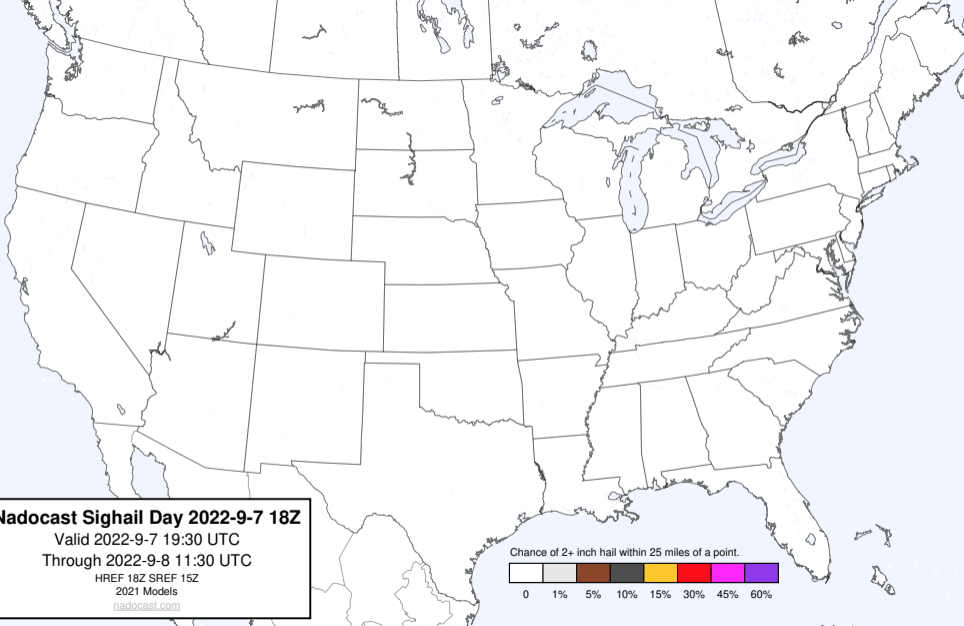 Nadocast Sighail Day 2022-9-7 18Z
Valid 2022-9-7 19:30 UTC
Through 2022-9-8 11:30 UTC
HREF 18Z SREF 15Z
2021 Models
nadocast.com
Chance of 2+ inch hail within 25 miles of a point.
0 1% 5% 10% 15% 30% 45% 60%